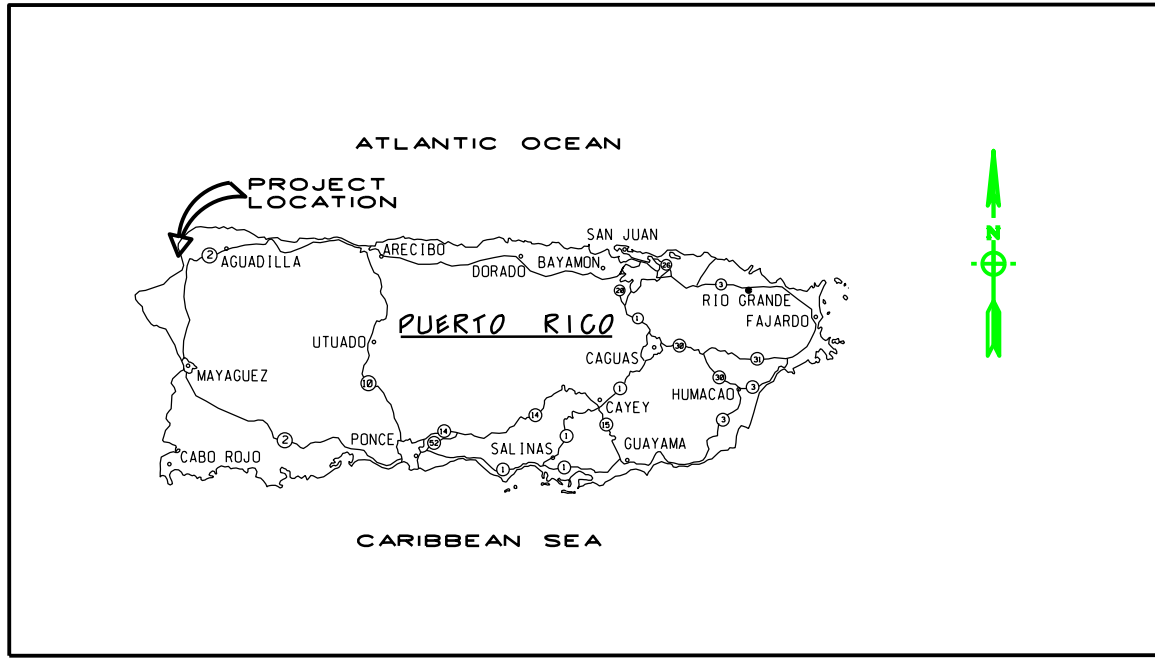 ATLANTIC OCEAN
PROJECT
LOCATION
N
SAN JUAN
2
AGUADILLA
ARECIBO
DORADO
BAYAMON
26
20
3
RIO GRANDE
FAJARDO
PUERTO RICO
1
UTUADO
CAGUAS
30
31
MAYAGUEZ
10
30
HUMACAO
3
1
CAYEY
14
14
15
3
2
PONCE
52
SALINAS
1
GUAYAMA
CABO ROJO
1
1
CARIBBEAN SEA